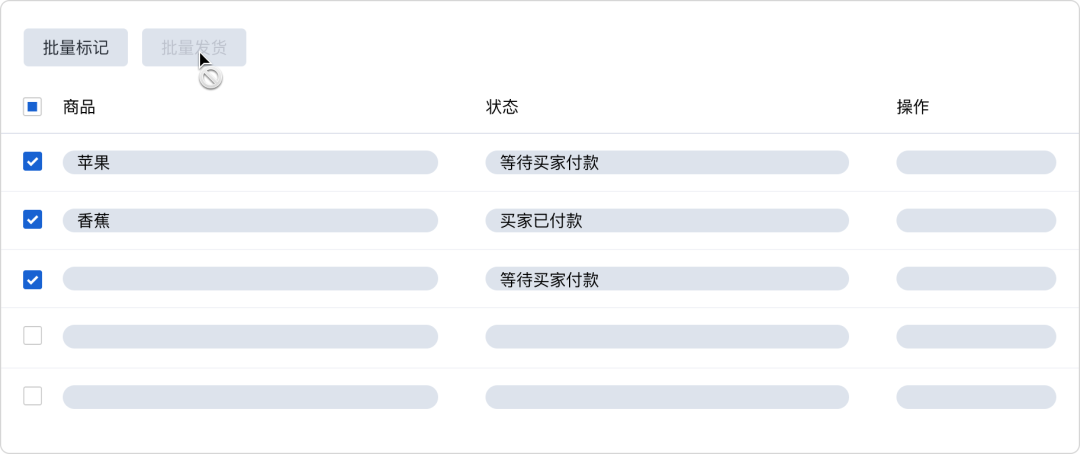 批量标记 批量发货
商品 状态 操作
苹果 等待买家付款
香蕉 买家已付款
等待买家付款